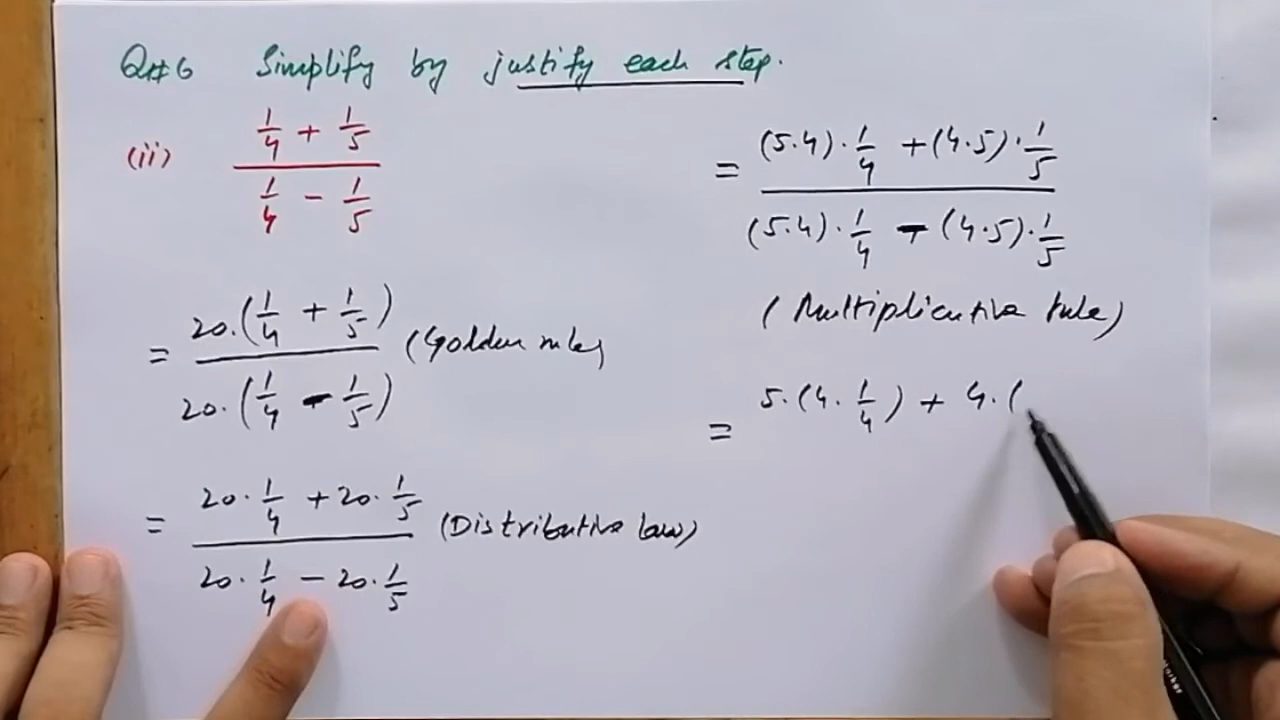 Q#6 Simplify by justify each step.
(ii) (1/4 + 1/5) / (1/4 - 1/5)
= 20.(1/4 + 1/5) / 20.(1/4 - 1/5) (Golden rule)
= (20.1/4 + 20.1/5) / (20.1/4 - 20.1/5) (Distributive law)
= ((5.4).1/4 + (4.5).1/5) / ((5.4).1/4 - (4.5).1/5)
(Multiplicutive rule)
= 5.(4.1/4) + 4.(